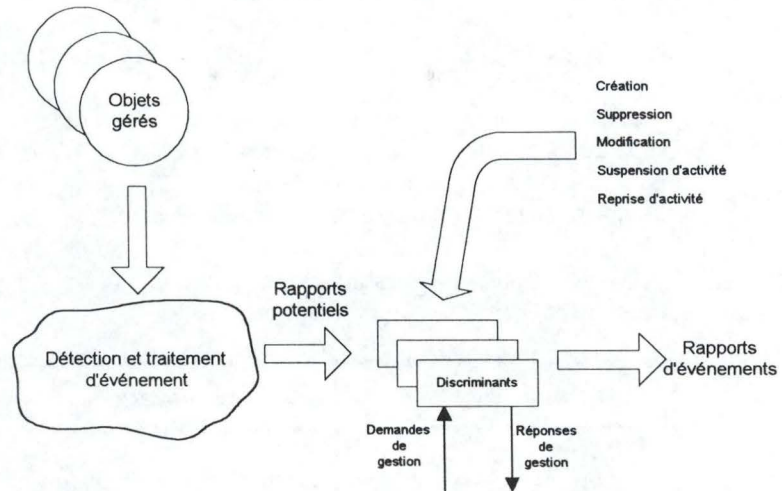 Objets
gérés
Création
Suppression
Modification
Suspension d'activité
Reprise d'activité
Rapports
potentiels
Détection et traitement
d'événement
Discriminants
Rapports
d'événements
Demandes
de
gestion
Réponses
de
gestion